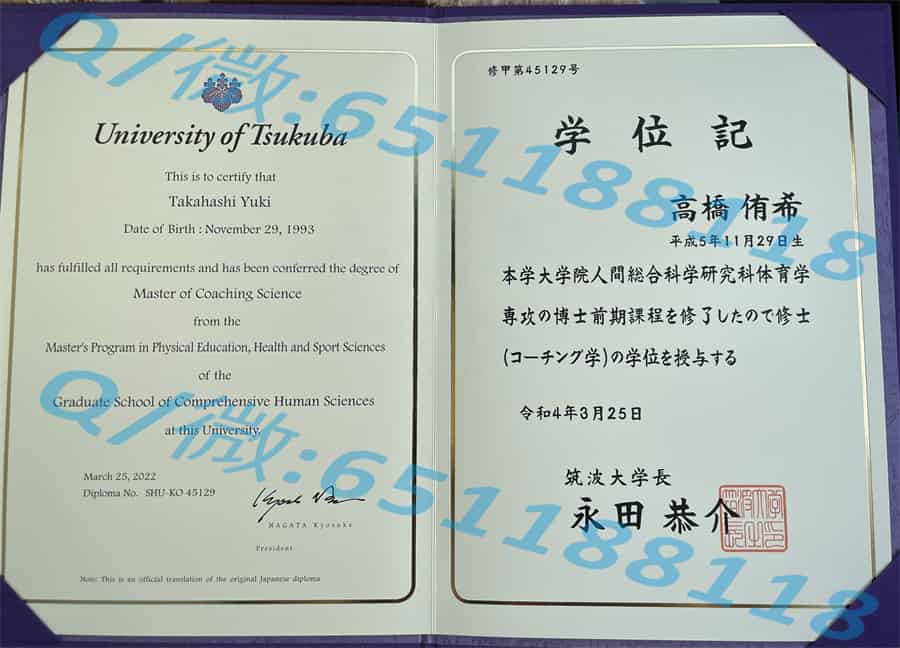 University of Tsukuba
This is to certify that
Takahashi Yuki
Date of Birth : November 29, 1993
has fulfilled all requirements and has been conferred the degree of
Master of Coaching Science
from the
Master's Program in Physical Education, Health and Sport Sciences
of the
Graduate School of Comprehensive Human Sciences
at this University.
March 25, 2022
Diploma No. SHU-KO 45129
NAGATA Kyosuke
President
Note: This is an official translation of the original Japanese diploma
修甲第45129号
学位記
高橋 侑希
平成5年11月29日生
本学大学院人間総合科学研究科体育学
専攻の博士前期課程を修了したので修士
(コーチング学)の学位を授与する
令和4年3月25日
筑波大学長
永田恭介
Q/微:651188118
Q/微:651188118